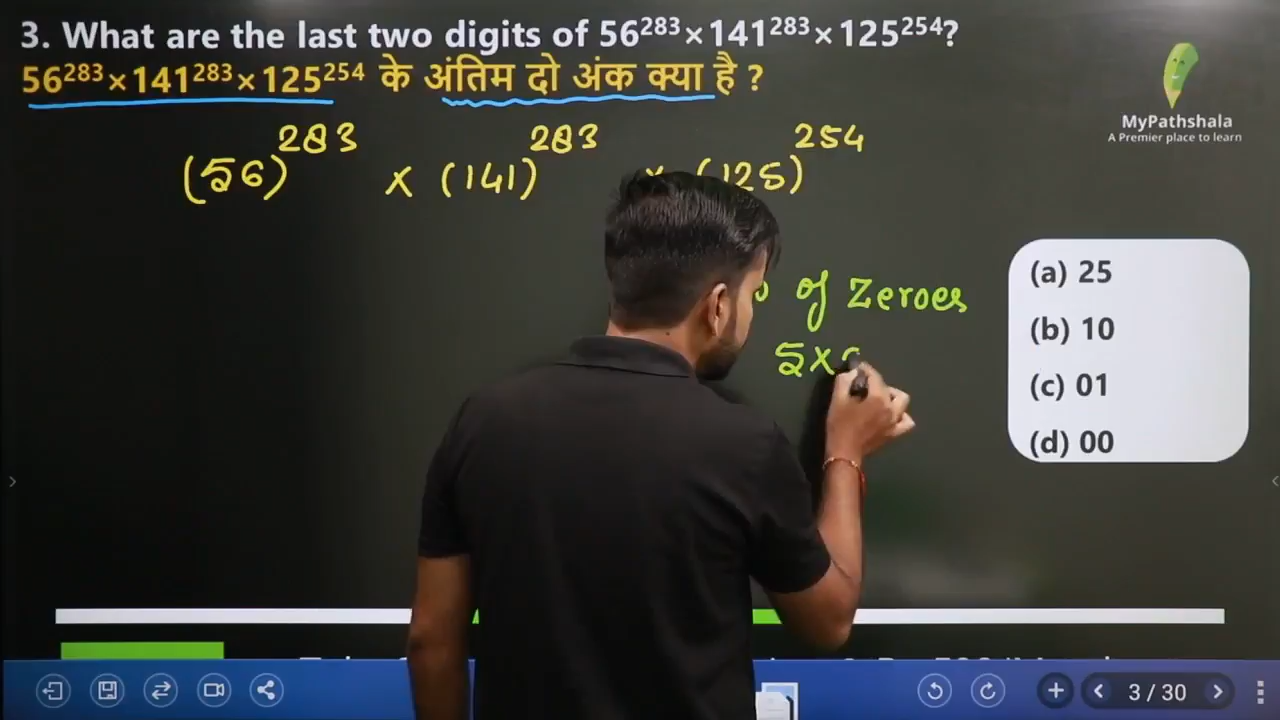 3. What are the last two digits of 56²⁸³×141²⁸³×125²⁵⁴?
56²⁸³×141²⁸³×125²⁵⁴ के अंतिम दो अंक क्या है ?
MyPathshala
A Premier place to learn
(56)²⁸³ × (141)²⁸³ × (125)²⁵⁴
of Zeroes
5×
(a) 25
(b) 10
(c) 01
(d) 00
3 / 30